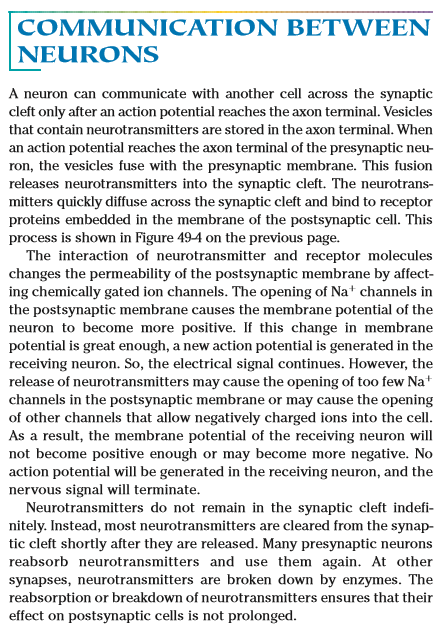 COMMUNICATION BETWEEN
NEURONS
A neuron can communicate with another cell across the synaptic
cleft only after an action potential reaches the axon terminal. Vesicles
that contain neurotransmitters are stored in the axon terminal. When
an action potential reaches the axon terminal of the presynaptic neu-
ron, the vesicles fuse with the presynaptic membrane. This fusion
releases neurotransmitters into the synaptic cleft. The neurotrans-
mitters quickly diffuse across the synaptic cleft and bind to receptor
proteins embedded in the membrane of the postsynaptic cell. This
process is shown in Figure 49-4 on the previous page.
The interaction of neurotransmitter and receptor molecules
changes the permeability of the postsynaptic membrane by affect-
ing chemically gated ion channels. The opening of Na⁺ channels in
the postsynaptic membrane causes the membrane potential of the
neuron to become more positive. If this change in membrane
potential is great enough, a new action potential is generated in the
receiving neuron. So, the electrical signal continues. However, the
release of neurotransmitters may cause the opening of too few Na⁺
channels in the postsynaptic membrane or may cause the opening
of other channels that allow negatively charged ions into the cell.
As a result, the membrane potential of the receiving neuron will
not become positive enough or may become more negative. No
action potential will be generated in the receiving neuron, and the
nervous signal will terminate.
Neurotransmitters do not remain in the synaptic cleft indefi-
nitely. Instead, most neurotransmitters are cleared from the synap-
tic cleft shortly after they are released. Many presynaptic neurons
reabsorb neurotransmitters and use them again. At other
synapses, neurotransmitters are broken down by enzymes. The
reabsorption or breakdown of neurotransmitters ensures that their
effect on postsynaptic cells is not prolonged.